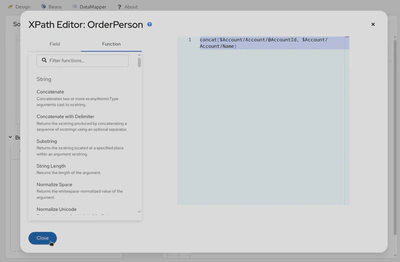 Design Beans DataMapper About
XPath Editor: OrderPerson
Field Function
1 concat($Account/Account/@AccountId, $Account/
Account/Name)
Filter functions...
String
Concatenate
Concatenates two or more xs:anyAtomicType
arguments cast to xs:string.
Concatenate with Delimiter
Returns the xs:string produced by concatenating a
sequence of xs:strings using an optional separator.
Substring
Returns the xs:string located at a specified place
within an argument xs:string.
String Length
Returns the length of the argument.
Normalize Space
Returns the whitespace-normalized value of the
argument.
Normalize Unicode
Close